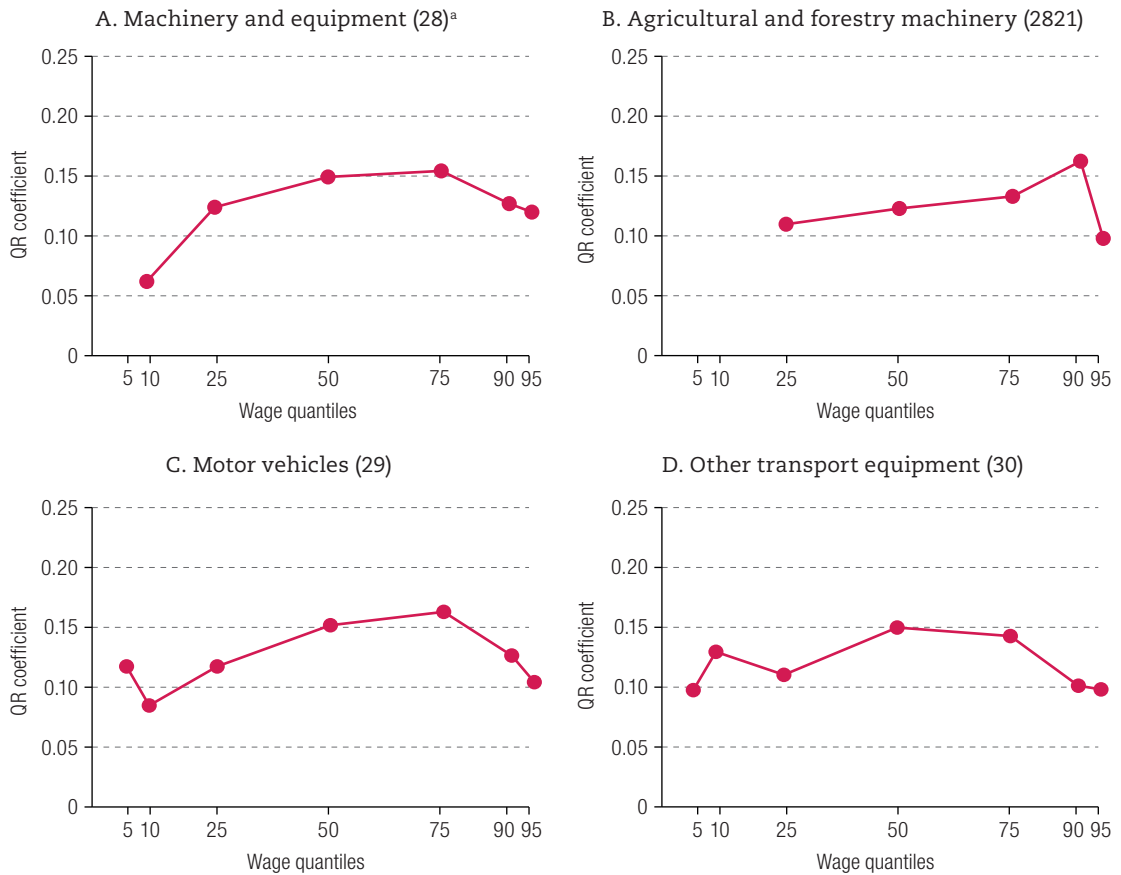 A. Machinery and equipment (28)ᵃ
0.25
0.20
0.15
0.10
0.05
0
QR coefficient
5 10 25 50 75 90 95
Wage quantiles
B. Agricultural and forestry machinery (2821)
0.25
0.20
0.15
0.10
0.05
0
QR coefficient
5 10 25 50 75 90 95
Wage quantiles
C. Motor vehicles (29)
0.25
0.20
0.15
0.10
0.05
0
QR coefficient
5 10 25 50 75 90 95
Wage quantiles
D. Other transport equipment (30)
0.25
0.20
0.15
0.10
0.05
0
QR coefficient
5 10 25 50 75 90 95
Wage quantiles